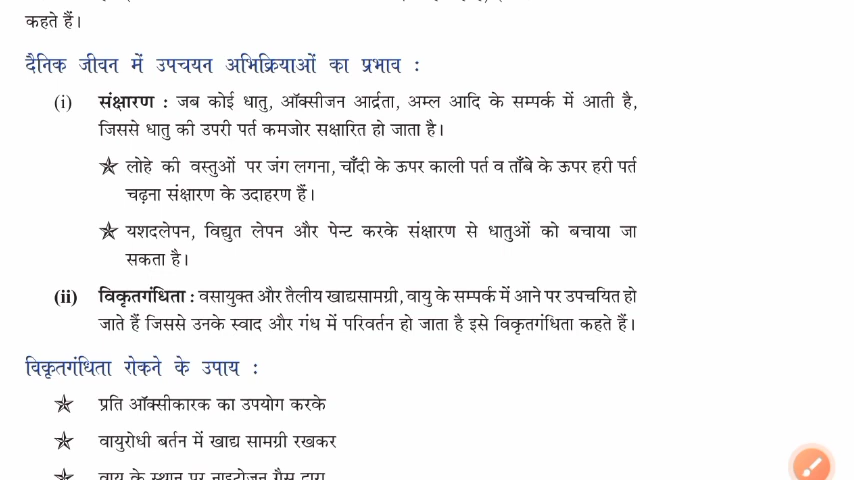 कहते हैं।
दैनिक जीवन में उपचयन अभिक्रियाओं का प्रभाव :
(i) संक्षारण : जब कोई धातु, ऑक्सीजन आर्द्रता, अम्ल आदि के सम्पर्क में आती है,
जिससे धातु की उपरी पर्त कमजोर सक्षारित हो जाता है।
☆ लोहे की वस्तुओं पर जंग लगना, चाँदी के ऊपर काली पर्त व ताँबे के ऊपर हरी पर्त
चढ़ना संक्षारण के उदाहरण हैं।
☆ यशदलेपन, विद्युत लेपन और पेन्ट करके संक्षारण से धातुओं को बचाया जा
सकता है।
(ii) विकृतगंधिता : वसायुक्त और तैलीय खाद्यसामग्री, वायु के सम्पर्क में आने पर उपचयित हो
जाते हैं जिससे उनके स्वाद और गंध में परिवर्तन हो जाता है इसे विकृतगंधिता कहते हैं।
विकृतगंधिता रोकने के उपाय :
☆ प्रति ऑक्सीकारक का उपयोग करके
☆ वायुरोधी बर्तन में खाद्य सामग्री रखकर
☆ वायु के स्थान पर नाइट्रोजन गैस द्वारा